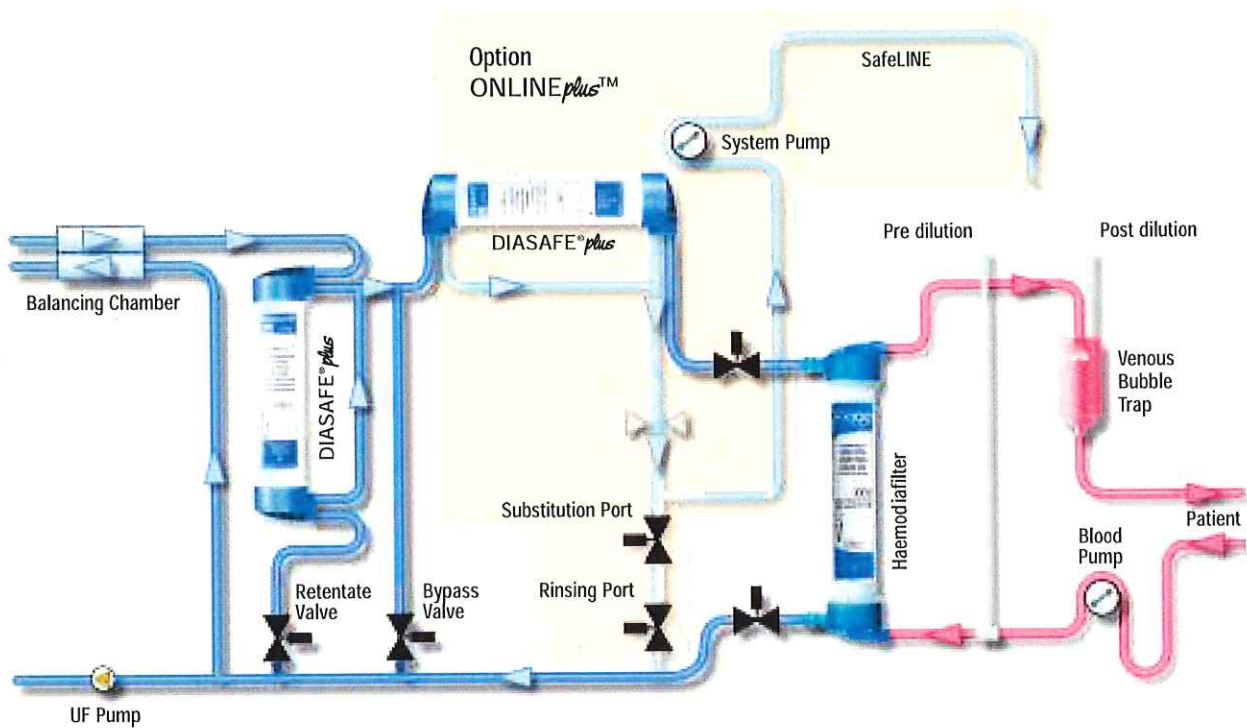 Option
ONLINEplus™
SafeLINE
System Pump
DIASAFE®plus
Pre dilution
Post dilution
Balancing Chamber
DIASAFE®plus
Venous
Bubble
Trap
Haemodiafilter
Substitution Port
Patient
Blood
Pump
Retentate
Valve
Bypass
Valve
Rinsing Port
UF Pump